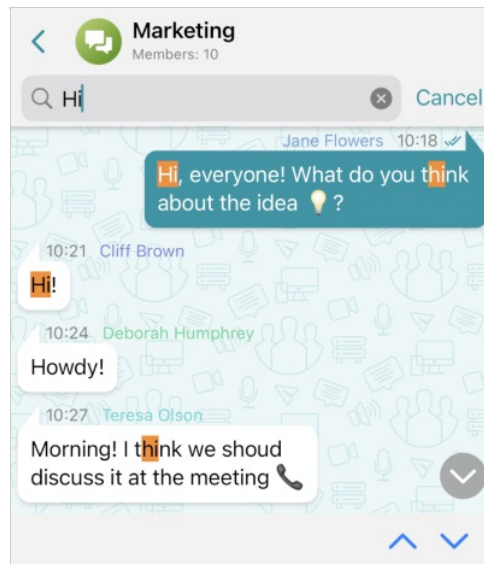 Marketing
Members: 10
Hi
Cancel
Jane Flowers 10:18
Hi, everyone! What do you think
about the idea 💡?
10:21 Cliff Brown
Hi!
10:24 Deborah Humphrey
Howdy!
10:27 Teresa Olson
Morning! I think we shoud
discuss it at the meeting 📞